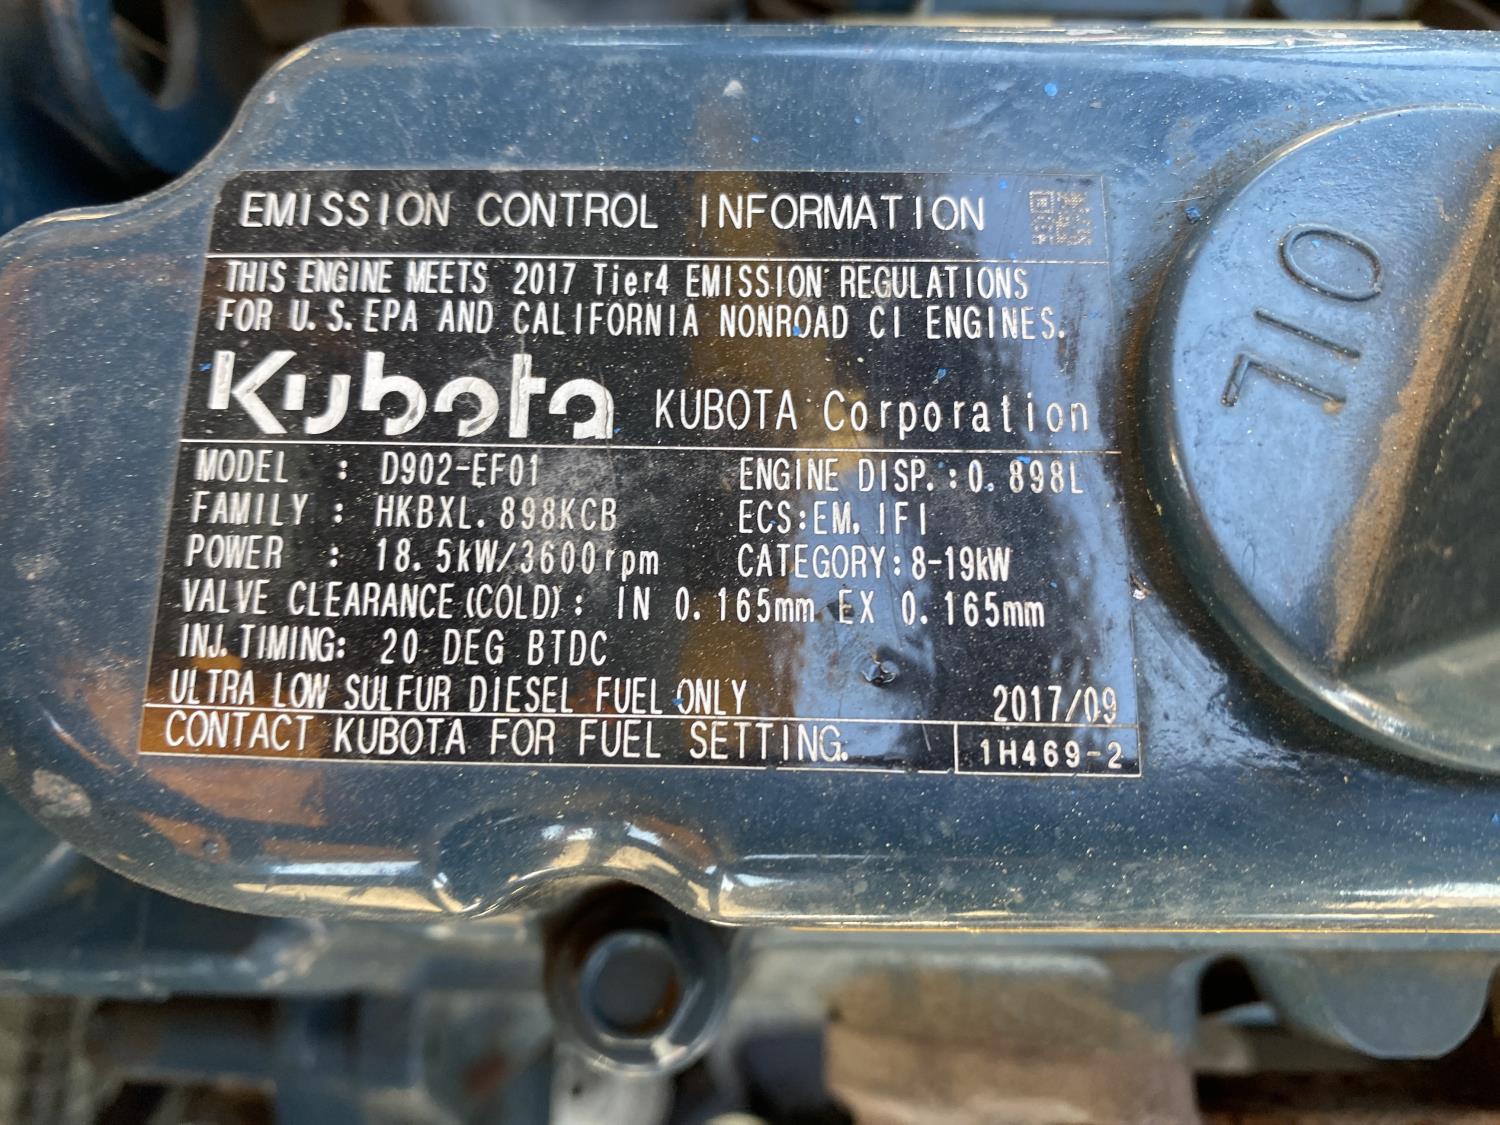 EMISSION CONTROL INFORMATION
THIS ENGINE MEETS 2017 Tier4 EMISSION REGULATIONS
FOR U.S.EPA AND CALIFORNIA NONROAD CI ENGINES.
Kubota KUBOTA Corporation
MODEL : D902-EF01 ENGINE DISP.:0.898L
FAMILY : HKBXL.898KCB ECS:EM,IFI
POWER : 18.5kW/3600rpm CATEGORY:8-19kW
VALVE CLEARANCE(COLD): IN 0.165mm EX 0.165mm
INJ.TIMING: 20 DEG BTDC
ULTRA LOW SULFUR DIESEL FUEL ONLY 2017/09
CONTACT KUBOTA FOR FUEL SETTING. 1H469-2
OIL